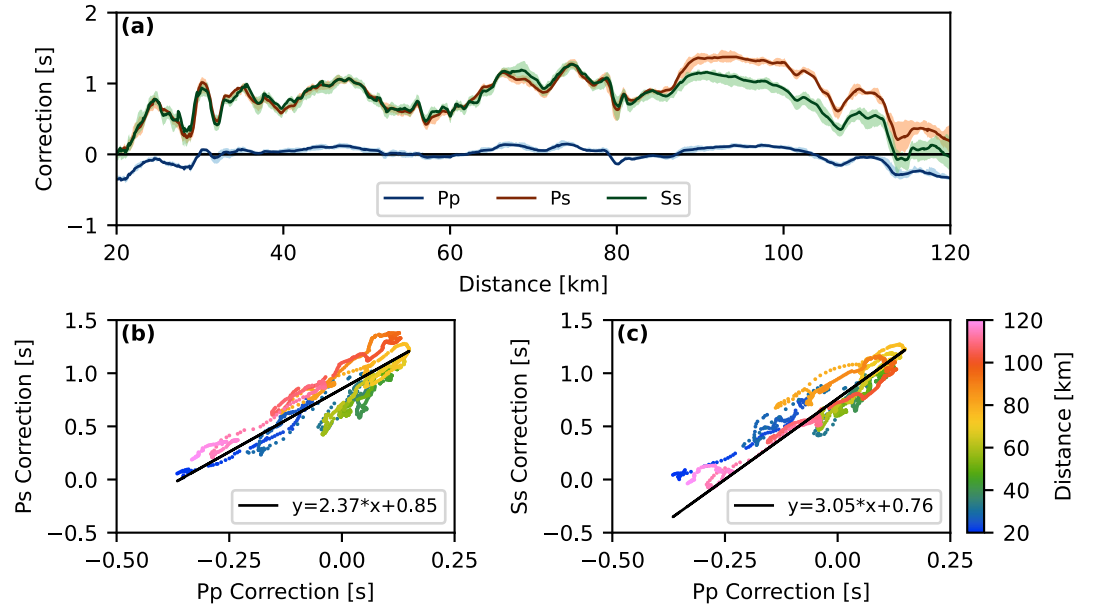 (a)
2
1
0
−1
Correction [s]
Pp
Ps
Ss
20
40
60
80
100
120
Distance [km]
(b)
1.5
1.0
0.5
0.0
−0.5
Ps Correction [s]
y=2.37*x+0.85
−0.50
−0.25
0.00
0.25
Pp Correction [s]
(c)
1.5
1.0
0.5
0.0
−0.5
Ss Correction [s]
y=3.05*x+0.76
−0.50
−0.25
0.00
0.25
Pp Correction [s]
120
100
80
60
40
20
Distance [km]